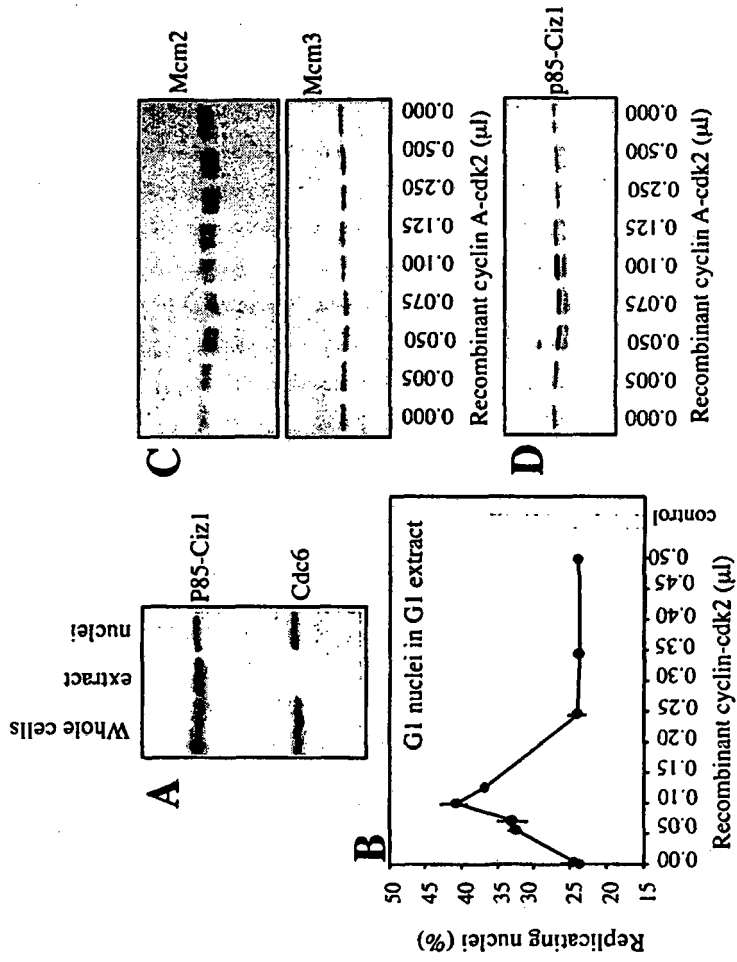 A
Whole cells
extract
nuclei
P85-Ciz1
Cdc6
B
Replicating nuclei (%)
50
45
40
35
30
25
20
15
G1 nuclei in G1 extract
0.00
0.05
0.10
0.15
0.20
0.25
0.30
0.35
0.40
0.45
0.50
control
Recombinant cyclin-cdk2 (µl)
C
Mcm2
Mcm3
0.000
0.005
0.050
0.075
0.100
0.125
0.250
0.500
0.000
Recombinant cyclin A-cdk2 (µl)
D
p85-Ciz1
0.000
0.005
0.050
0.075
0.100
0.125
0.250
0.500
0.000
Recombinant cyclin A-cdk2 (µl)